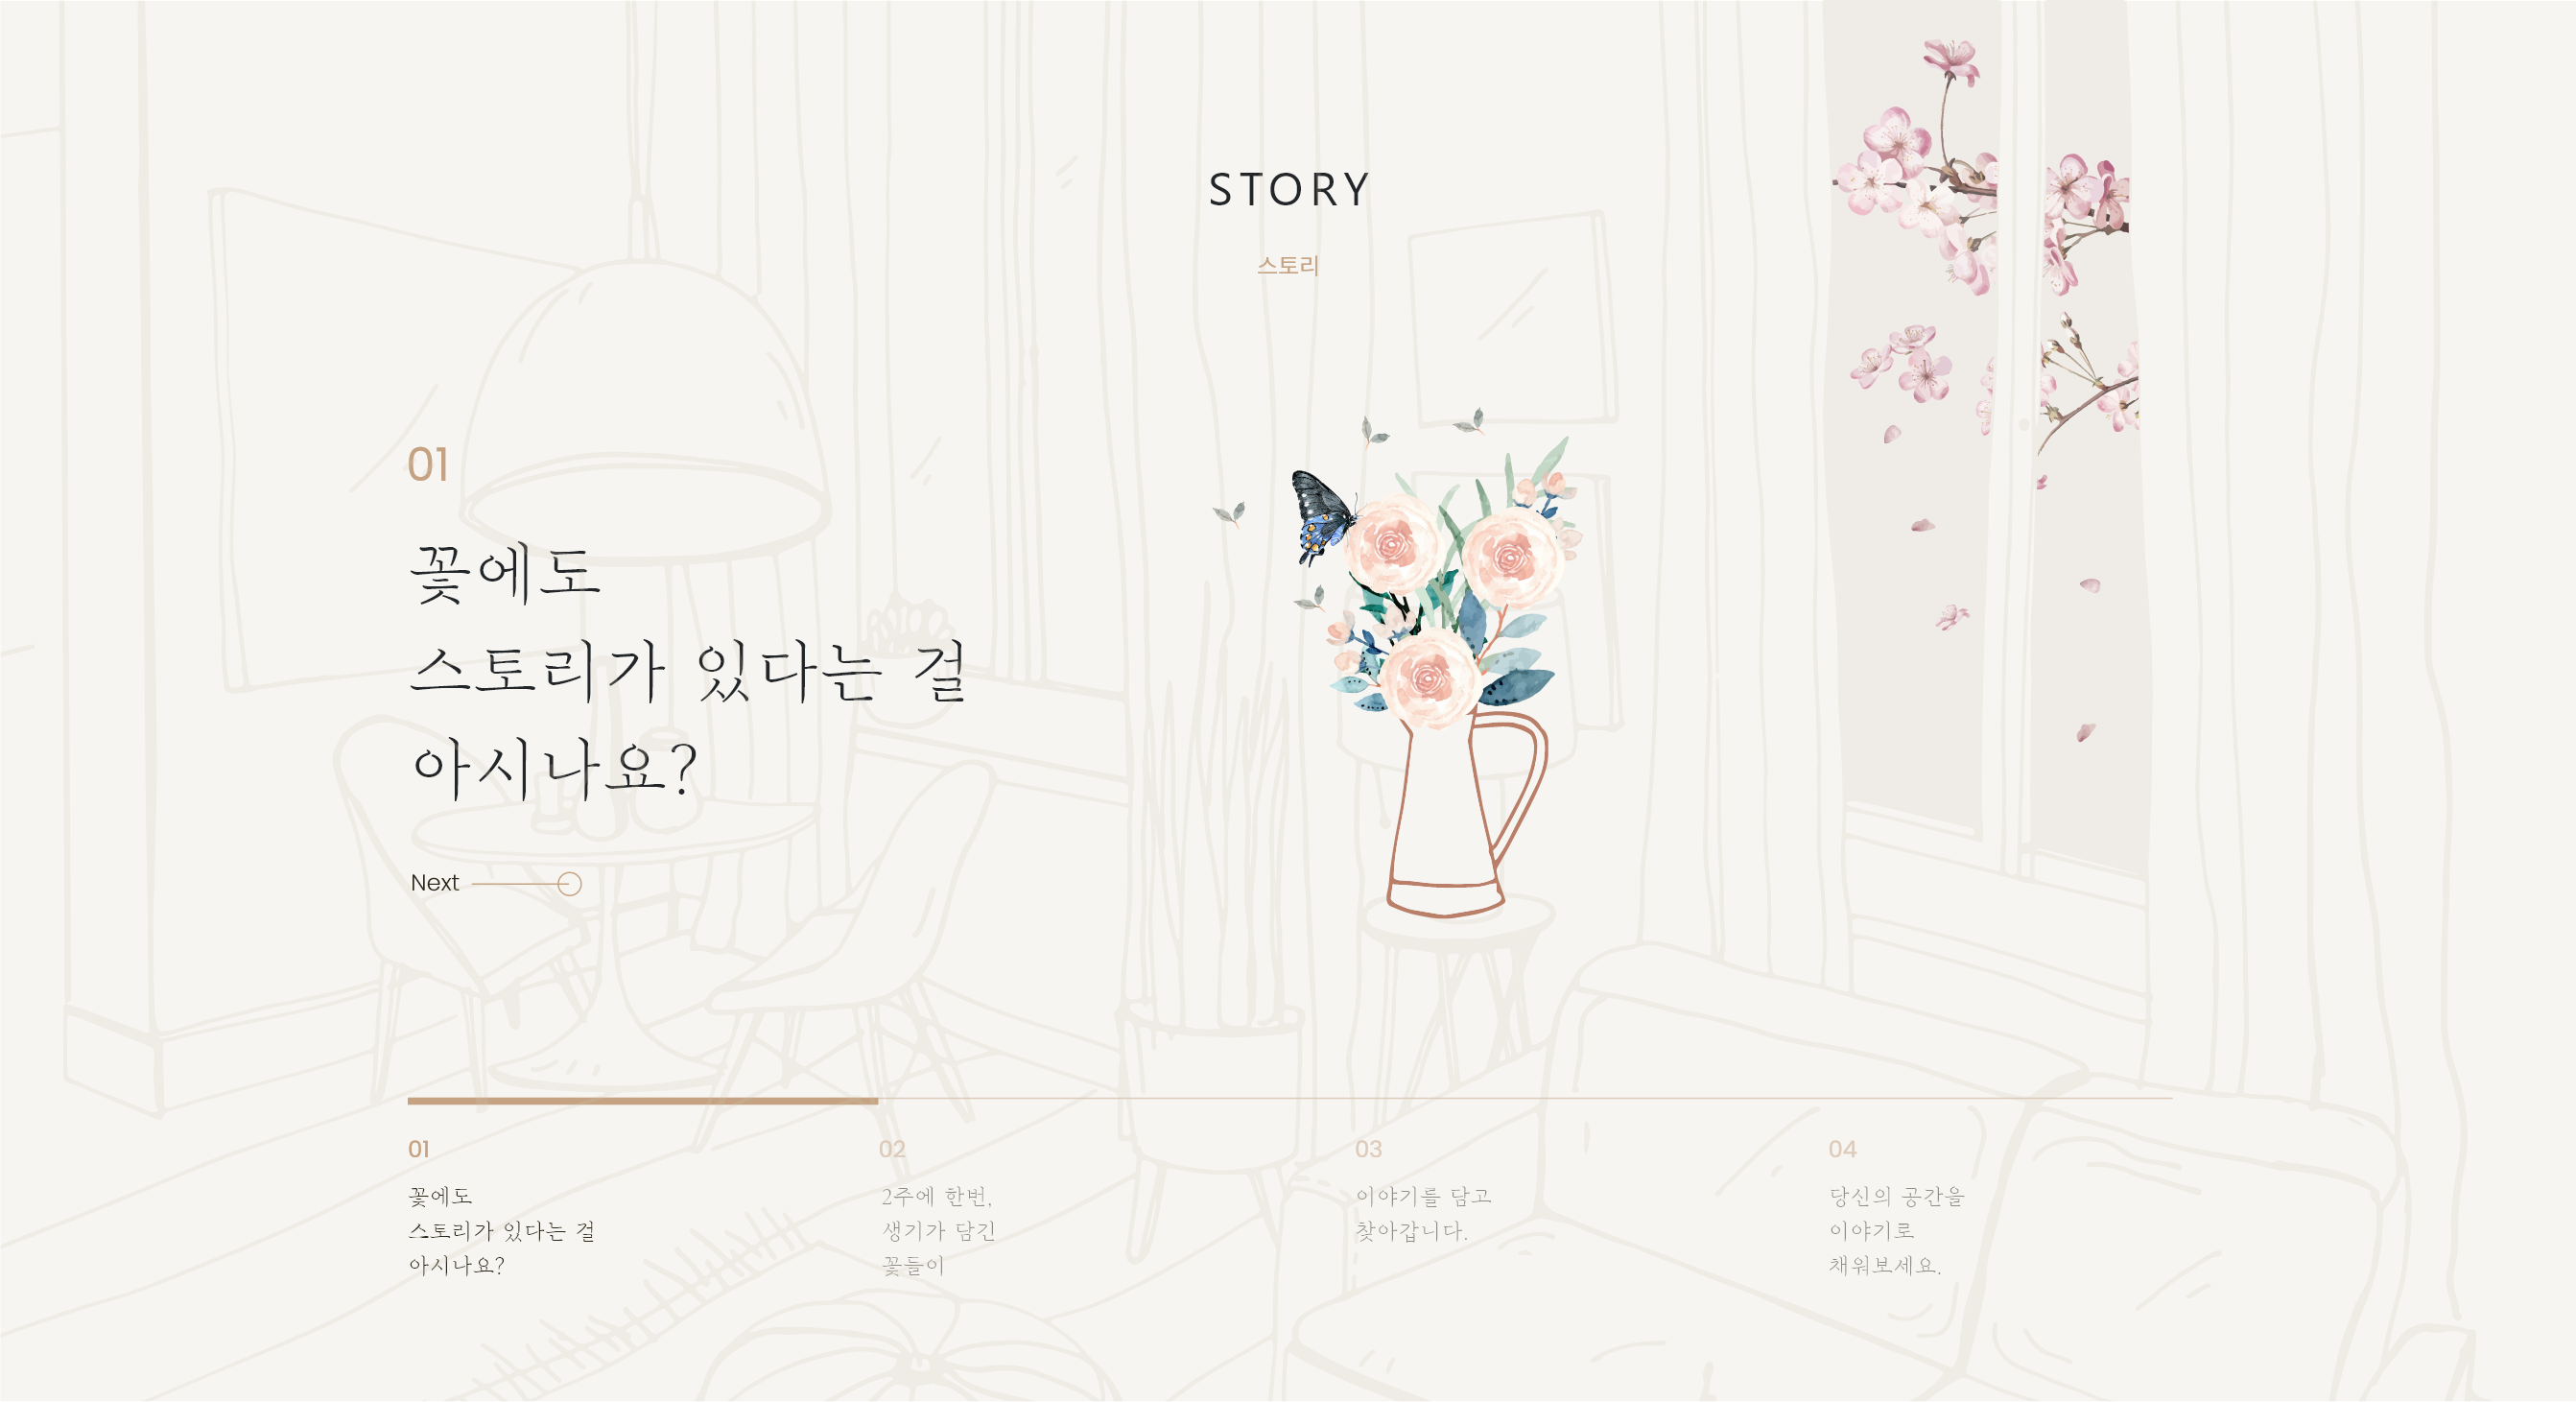 STORY
스토리
01
꽃에도
스토리가 있다는 걸
아시나요?
Next
01
꽃에도
스토리가 있다는 걸
아시나요?
02
2주에 한번,
생기가 담긴
꽃들이
03
이야기를 담고
찾아갑니다.
04
당신의 공간을
이야기로
채워보세요.